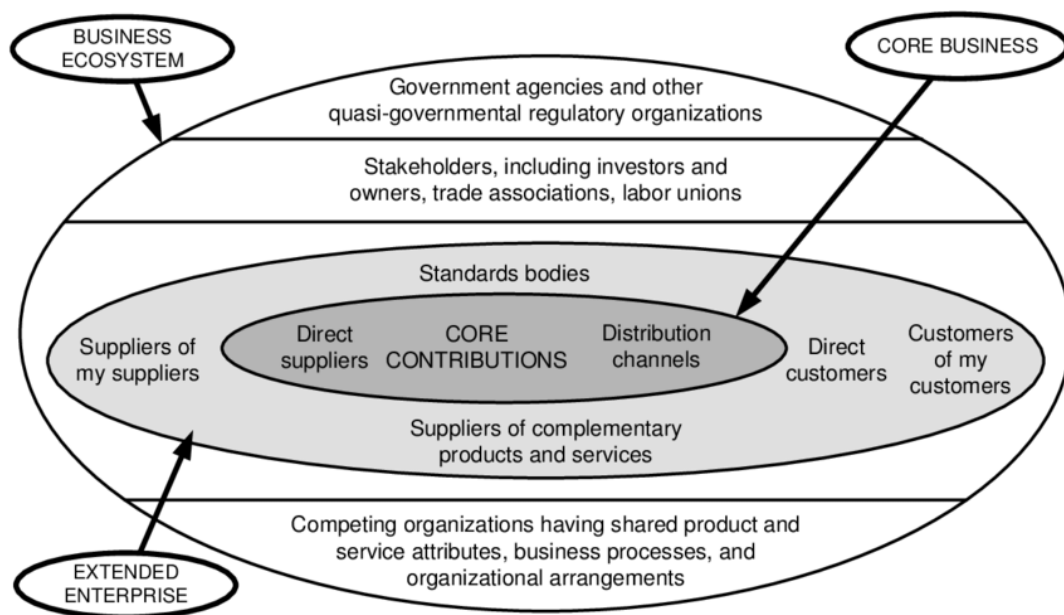 BUSINESS
ECOSYSTEM
CORE BUSINESS
Government agencies and other
quasi-governmental regulatory organizations
Stakeholders, including investors and
owners, trade associations, labor unions
Standards bodies
Suppliers of
my suppliers
Direct
suppliers
CORE
CONTRIBUTIONS
Distribution
channels
Direct
customers
Customers
of my
customers
Suppliers of complementary
products and services
Competing organizations having shared product and
service attributes, business processes, and
organizational arrangements
EXTENDED
ENTERPRISE